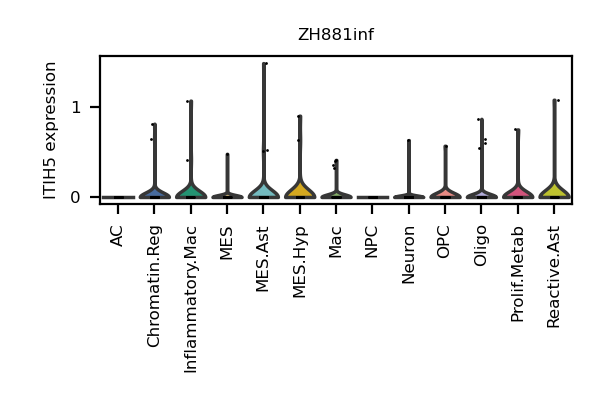 ZH881inf
ITIH5 expression
1
0
AC
Chromatin.Reg
Inflammatory.Mac
MES
MES.Ast
MES.Hyp
Mac
NPC
Neuron
OPC
Oligo
Prolif.Metab
Reactive.Ast